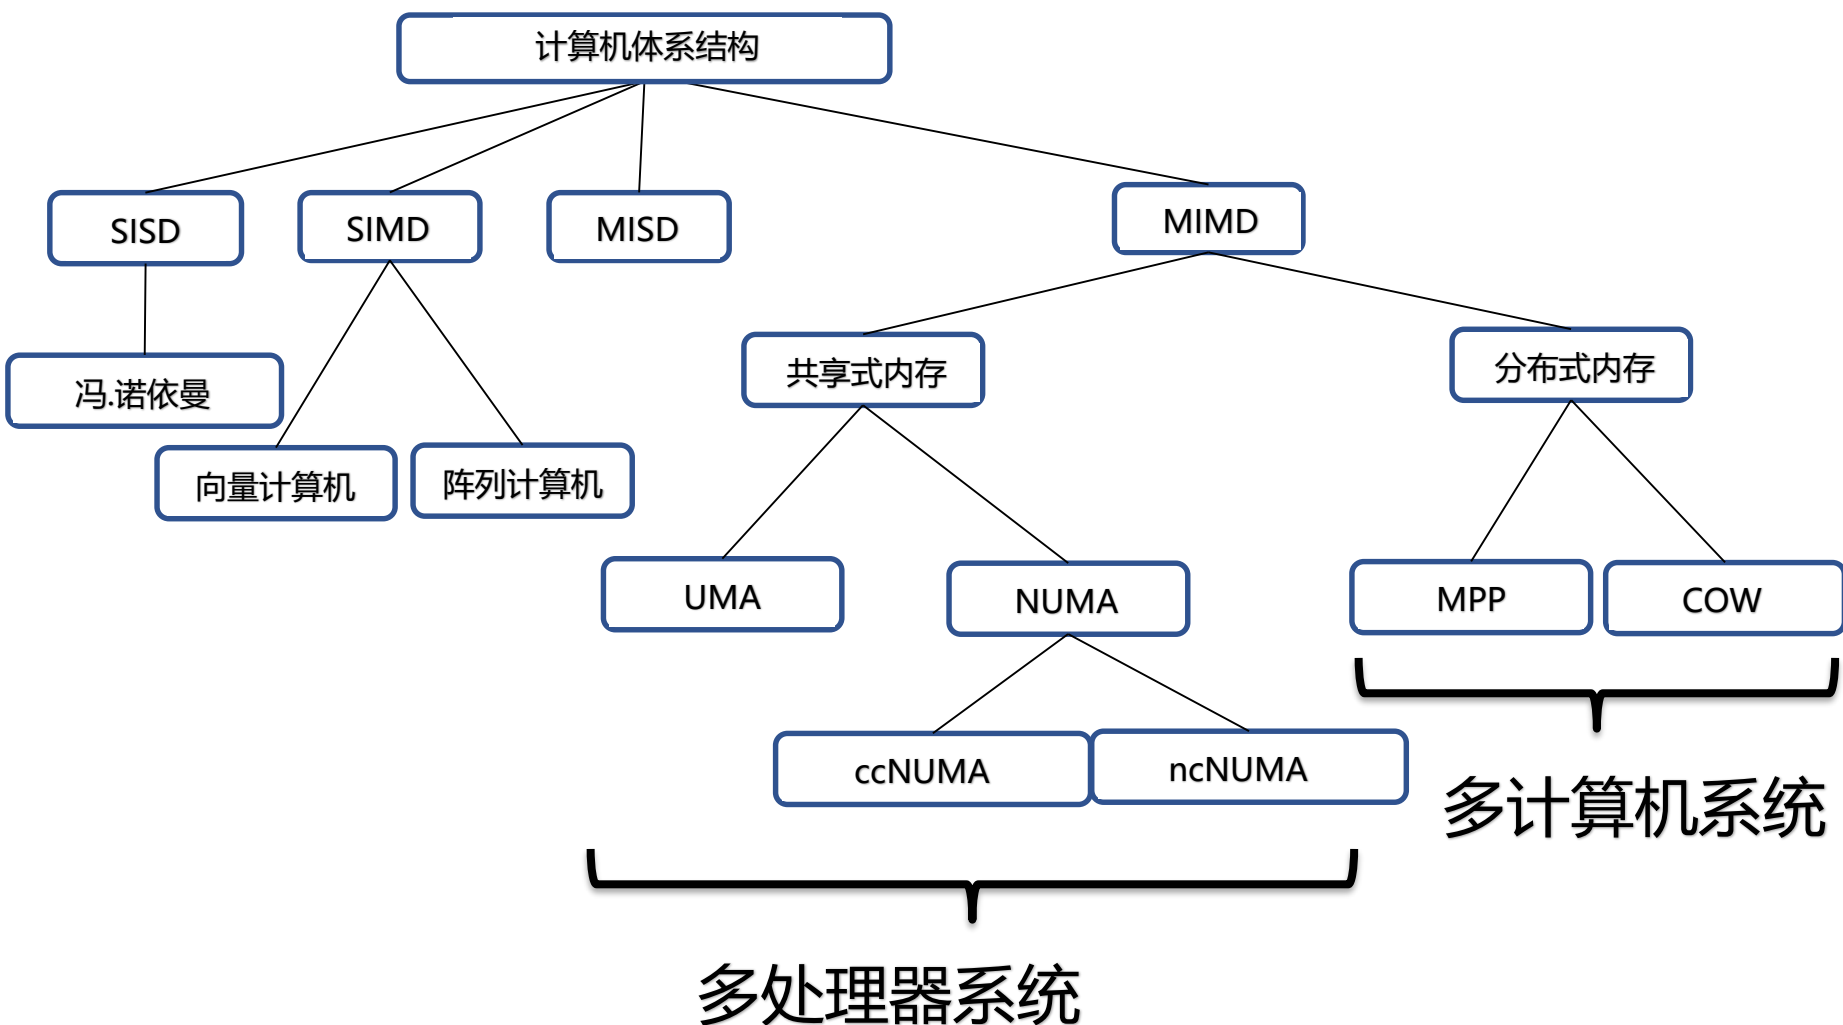 计算机体系结构
SISD
SIMD
MISD
MIMD
冯.诺依曼
向量计算机
阵列计算机
共享式内存
分布式内存
UMA
NUMA
MPP
COW
ccNUMA
ncNUMA
多计算机系统
多处理器系统